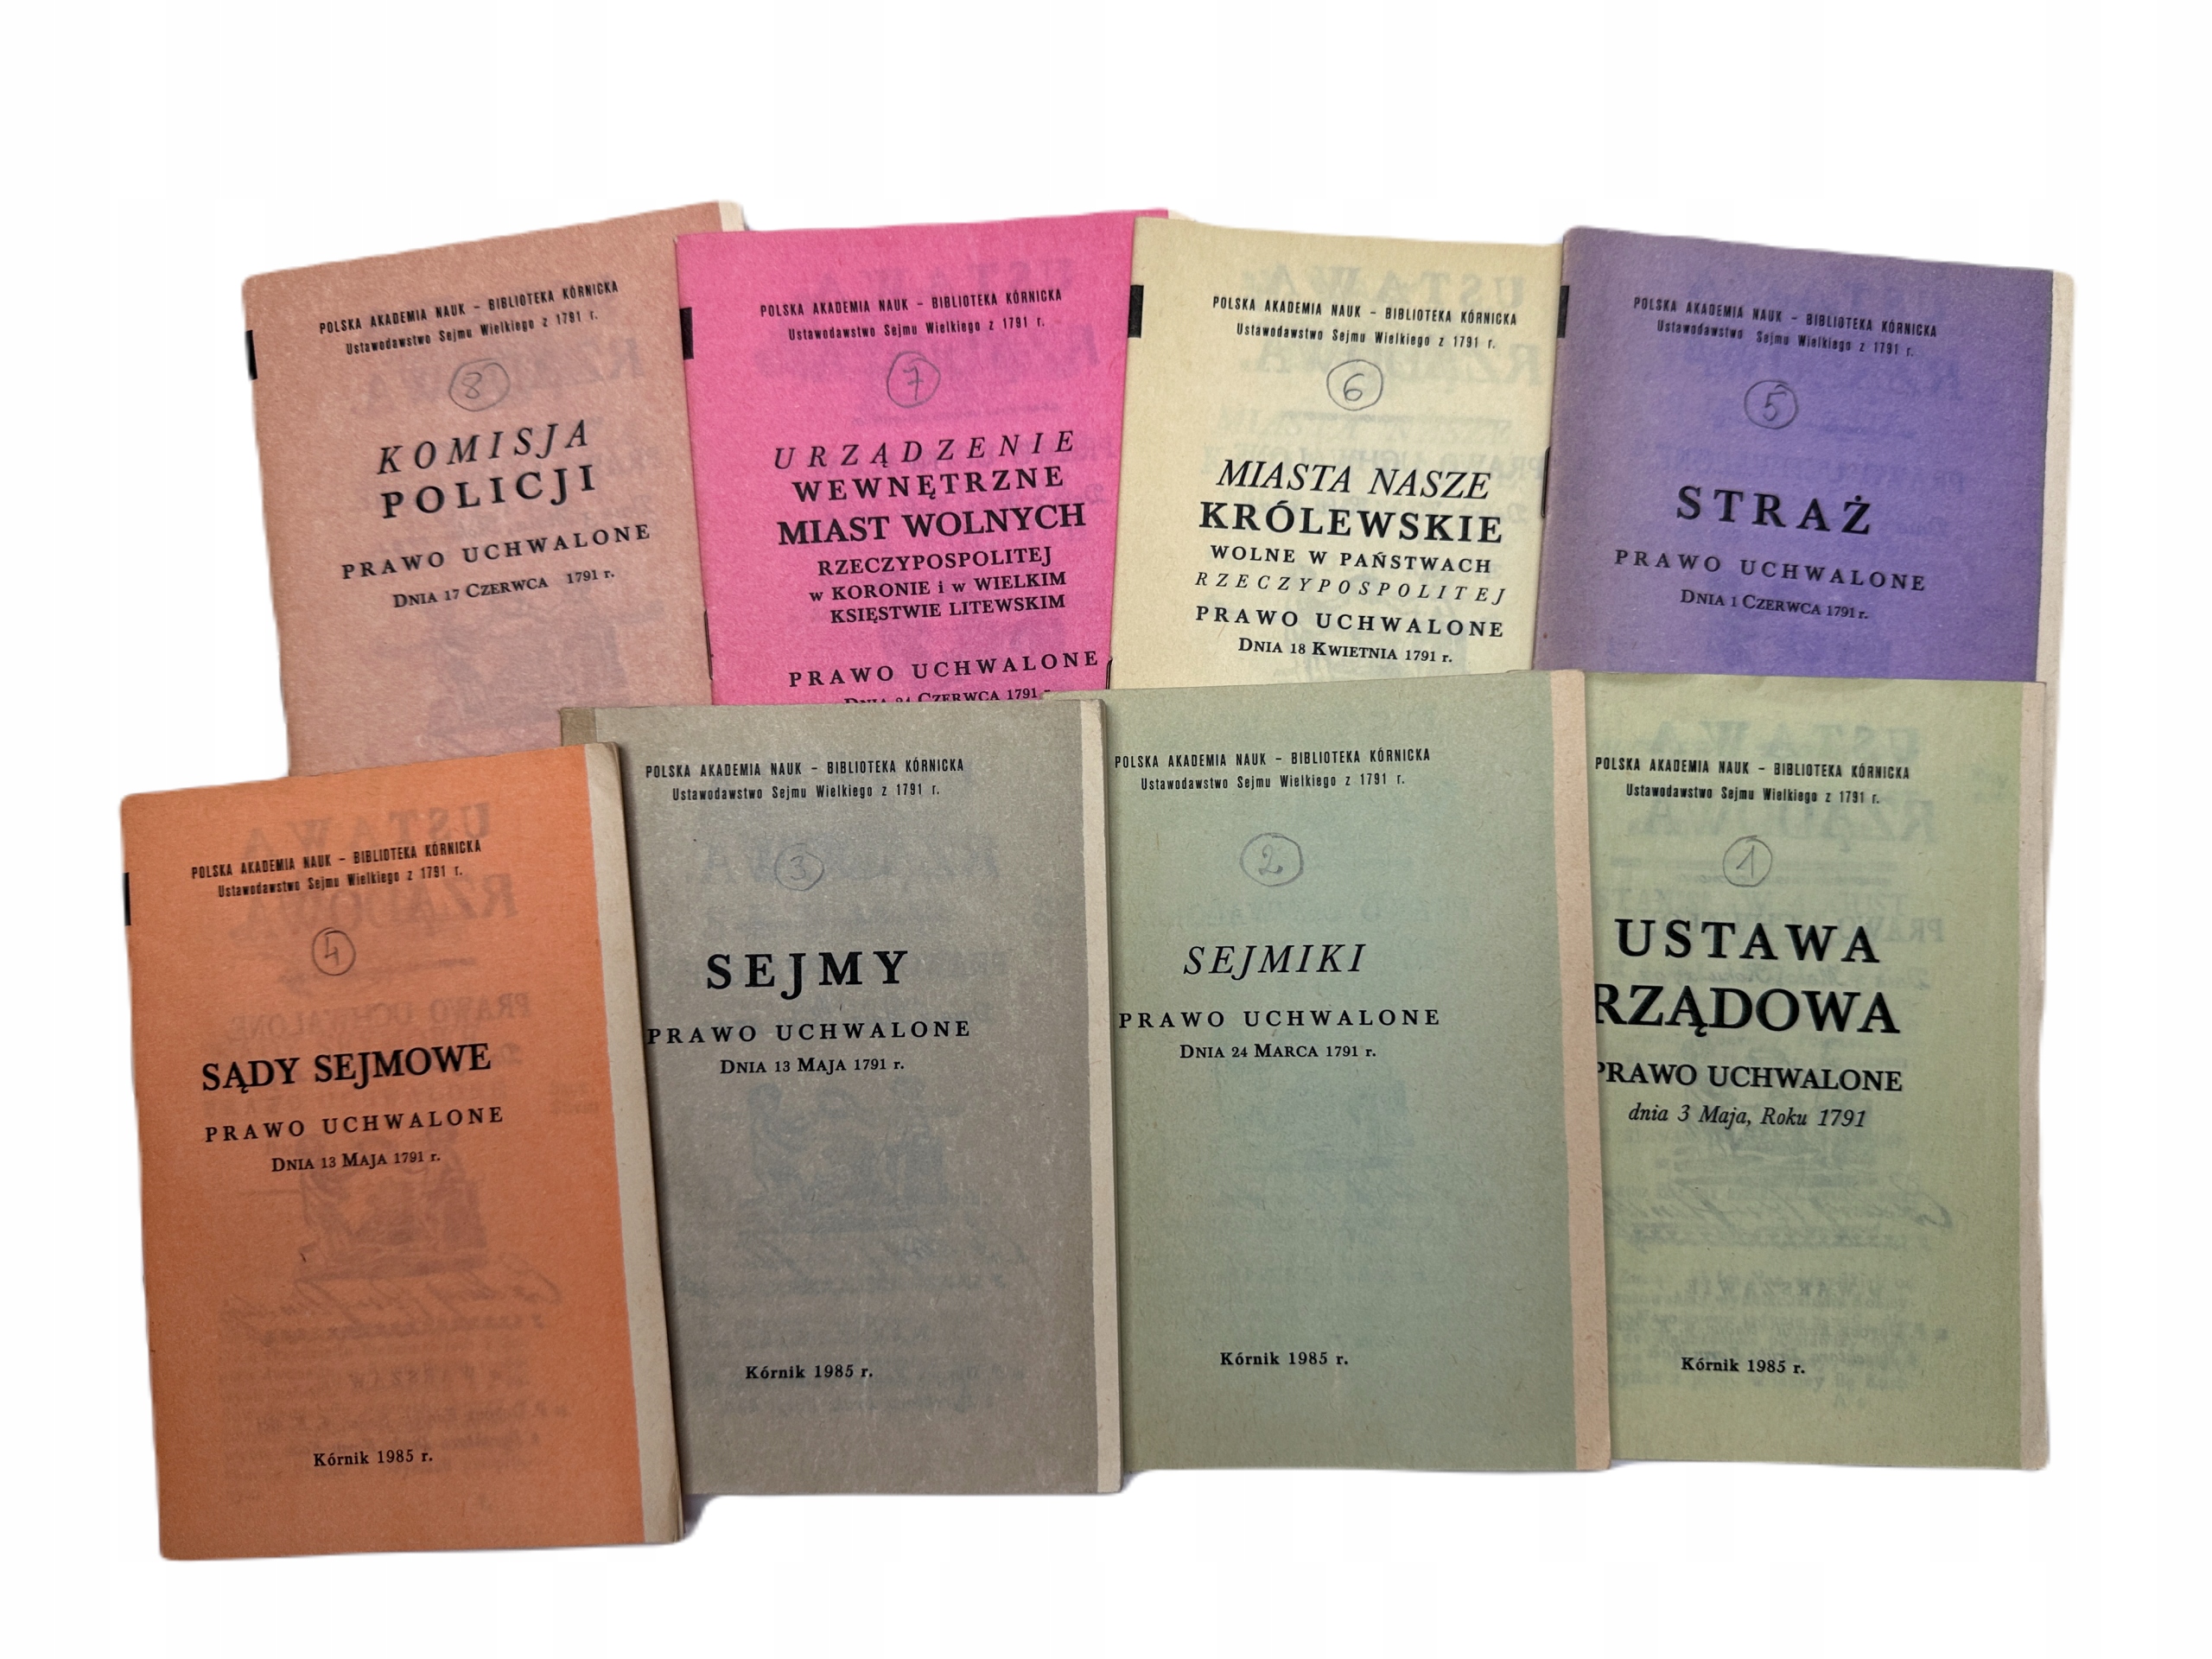 POLSKA AKADEMIA NAUK – BIBLIOTEKA KÓRNICKA
Ustawodawstwo Sejmu Wielkiego z 1791 r.
8
KOMISJA
POLICJI
PRAWO UCHWALONE
DNIA 17 CZERWCA 1791 r.
POLSKA AKADEMIA NAUK – BIBLIOTEKA KÓRNICKA
Ustawodawstwo Sejmu Wielkiego z 1791 r.
7
URZĄDZENIE
WEWNĘTRZNE
MIAST WOLNYCH
RZECZYPOSPOLITEJ
w KORONIE i w WIELKIM
KSIĘSTWIE LITEWSKIM
PRAWO UCHWALONE
DNIA 24 CZERWCA 1791 r.
POLSKA AKADEMIA NAUK – BIBLIOTEKA KÓRNICKA
Ustawodawstwo Sejmu Wielkiego z 1791 r.
6
MIASTA NASZE
KRÓLEWSKIE
WOLNE W PAŃSTWACH
RZECZYPOSPOLITEJ
PRAWO UCHWALONE
DNIA 18 KWIETNIA 1791 r.
POLSKA AKADEMIA NAUK – BIBLIOTEKA KÓRNICKA
Ustawodawstwo Sejmu Wielkiego z 1791 r.
5
STRAŻ
PRAWO UCHWALONE
DNIA 1 CZERWCA 1791 r.
POLSKA AKADEMIA NAUK – BIBLIOTEKA KÓRNICKA
Ustawodawstwo Sejmu Wielkiego z 1791 r.
4
SĄDY SEJMOWE
PRAWO UCHWALONE
DNIA 13 MAJA 1791 r.
Kórnik 1985 r.
POLSKA AKADEMIA NAUK – BIBLIOTEKA KÓRNICKA
Ustawodawstwo Sejmu Wielkiego z 1791 r.
3
SEJMY
PRAWO UCHWALONE
DNIA 13 MAJA 1791 r.
Kórnik 1985 r.
POLSKA AKADEMIA NAUK – BIBLIOTEKA KÓRNICKA
Ustawodawstwo Sejmu Wielkiego z 1791 r.
2
SEJMIKI
PRAWO UCHWALONE
DNIA 24 MARCA 1791 r.
Kórnik 1985 r.
POLSKA AKADEMIA NAUK – BIBLIOTEKA KÓRNICKA
Ustawodawstwo Sejmu Wielkiego z 1791 r.
1
USTAWA
RZĄDOWA
PRAWO UCHWALONE
dnia 3 Maja, Roku 1791
Kórnik 1985 r.